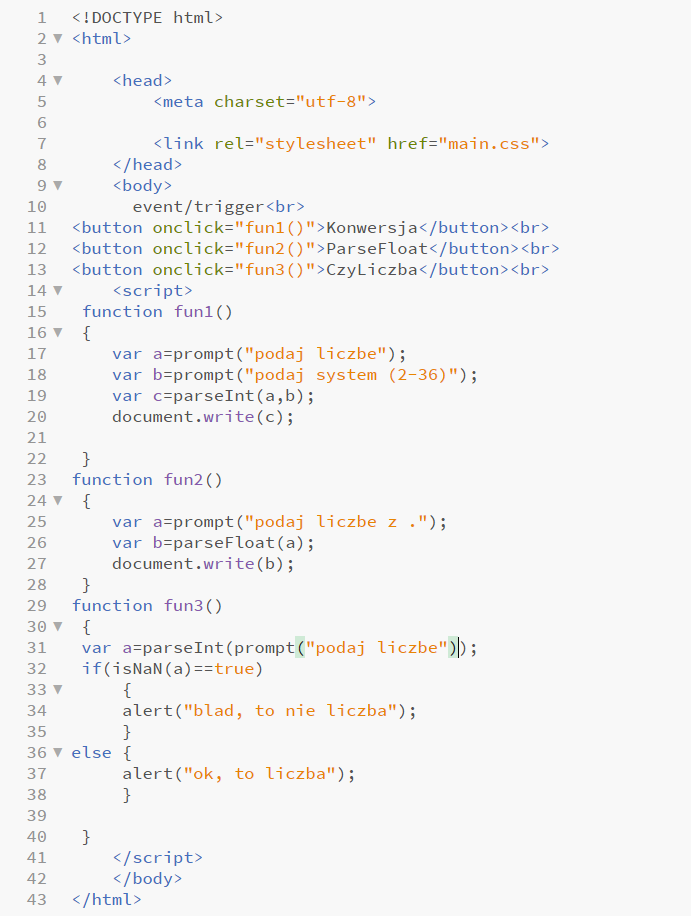 1 <!DOCTYPE html>
2 ▼ <html>
3
4 ▼ <head>
5 <meta charset="utf-8">
6
7 <link rel="stylesheet" href="main.css">
8 </head>
9 ▼ <body>
10 event/trigger<br>
11 <button onclick="fun1()">Konwersja</button><br>
12 <button onclick="fun2()">ParseFloat</button><br>
13 <button onclick="fun3()">CzyLiczba</button><br>
14 ▼ <script>
15 function fun1()
16 ▼ {
17 var a=prompt("podaj liczbe");
18 var b=prompt("podaj system (2-36)");
19 var c=parseInt(a,b);
20 document.write(c);
21
22 }
23 function fun2()
24 ▼ {
25 var a=prompt("podaj liczbe z .");
26 var b=parseFloat(a);
27 document.write(b);
28 }
29 function fun3()
30 ▼ {
31 var a=parseInt(prompt("podaj liczbe"));
32 if(isNaN(a)==true)
33 ▼ {
34 alert("blad, to nie liczba");
35 }
36 ▼ else {
37 alert("ok, to liczba");
38 }
39
40 }
41 </script>
42 </body>
43 </html>